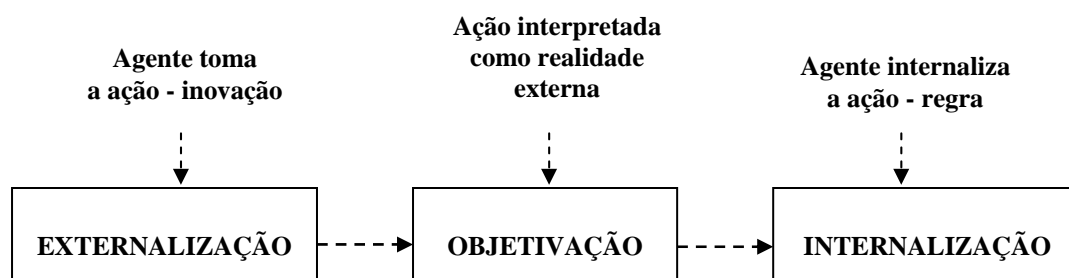 Agente toma
a ação - inovação
Ação interpretada
como realidade
externa
Agente internaliza
a ação - regra
EXTERNALIZAÇÃO
OBJETIVAÇÃO
INTERNALIZAÇÃO